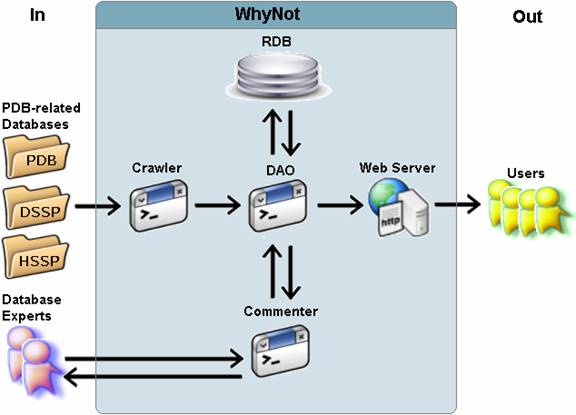 In
WhyNot
Out
RDB
PDB-related
Databases
PDB
DSSP
HSSP
Crawler
>_
DAO
>_
Web Server
http
Users
Database
Experts
Commenter
>_